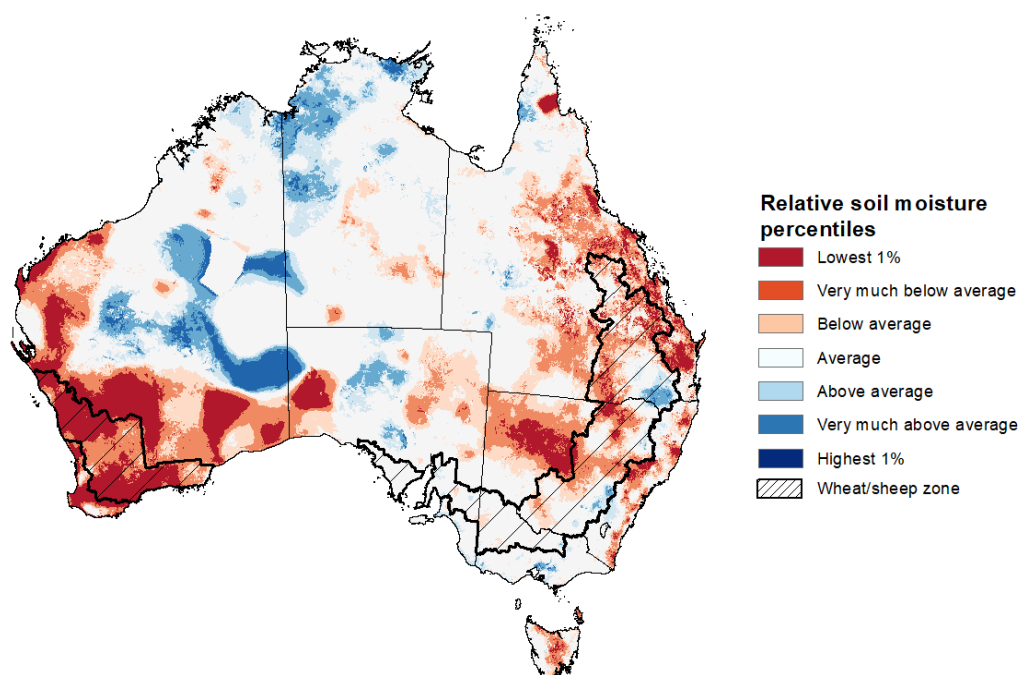 Relative soil moisture
percentiles
Lowest 1%
Very much below average
Below average
Average
Above average
Very much above average
Highest 1%
Wheat/sheep zone